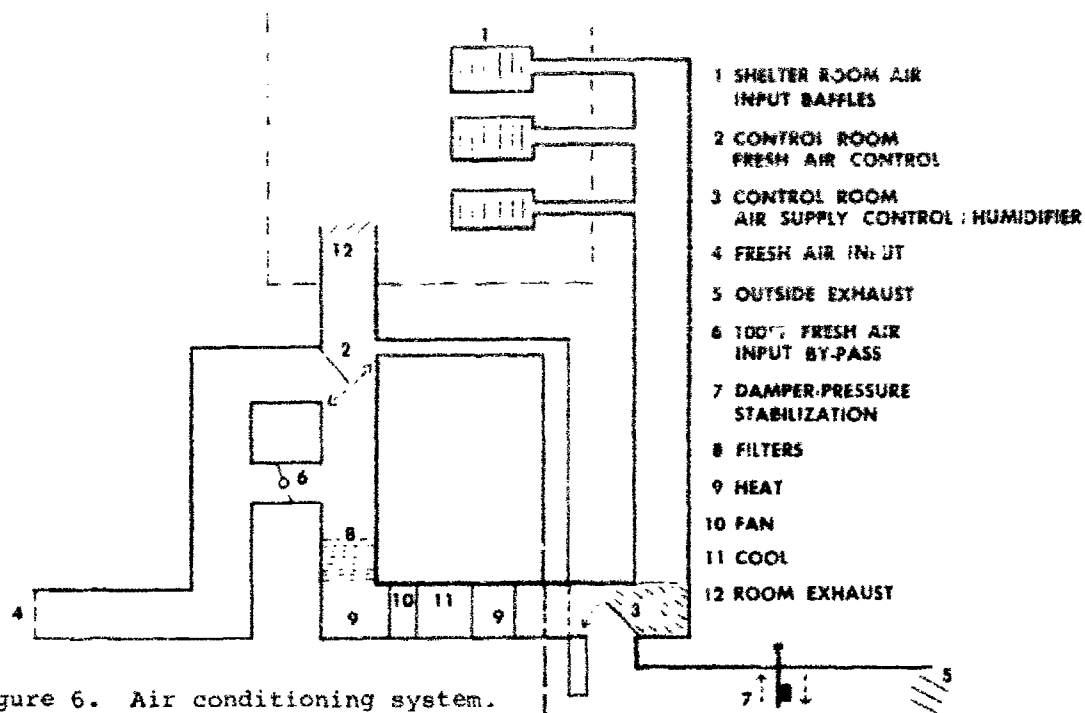 1
1 SHELTER ROOM AIR
INPUT BAFFLES
2 CONTROL ROOM
FRESH AIR CONTROL
3 CONTROL ROOM
AIR SUPPLY CONTROL : HUMIDIFIER
4 FRESH AIR INPUT
5 OUTSIDE EXHAUST
6 100% FRESH AIR
INPUT BY-PASS
7 DAMPER-PRESSURE
STABILIZATION
8 FILTERS
9 HEAT
10 FAN
11 COOL
12 ROOM EXHAUST
12
2
6
8
4
9
10
11
9
3
7
5
gure 6. Air conditioning system.